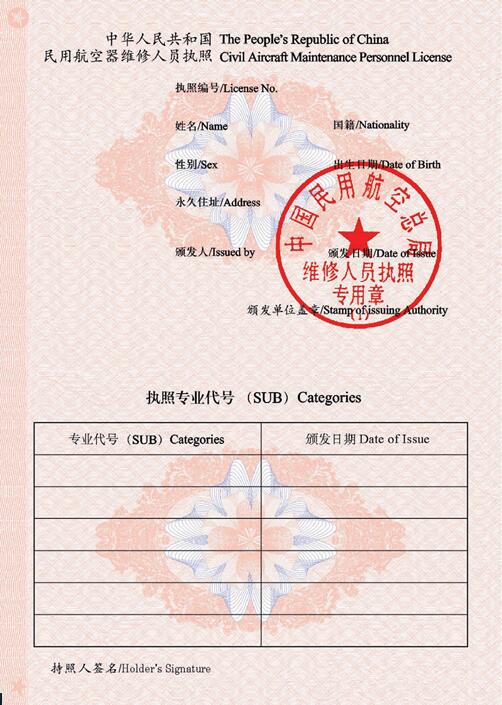 中华人民共和国 The People's Republic of China
民用航空器维修人员执照 Civil Aircraft Maintenance Personnel License
执照编号/License No.
姓名/Name 国籍/Nationality
性别/Sex 出生日期/Date of Birth
永久住址/Address
颁发人/Issued by 颁发日期/Date of Issue
中国民用航空总局
维修人员执照
专用章
(1)
颁发单位盖章/Stamp of issuing Authority
执照专业代号（SUB）Categories
专业代号（SUB）Categories 颁发日期 Date of Issue
持照人签名/Holder's Signature